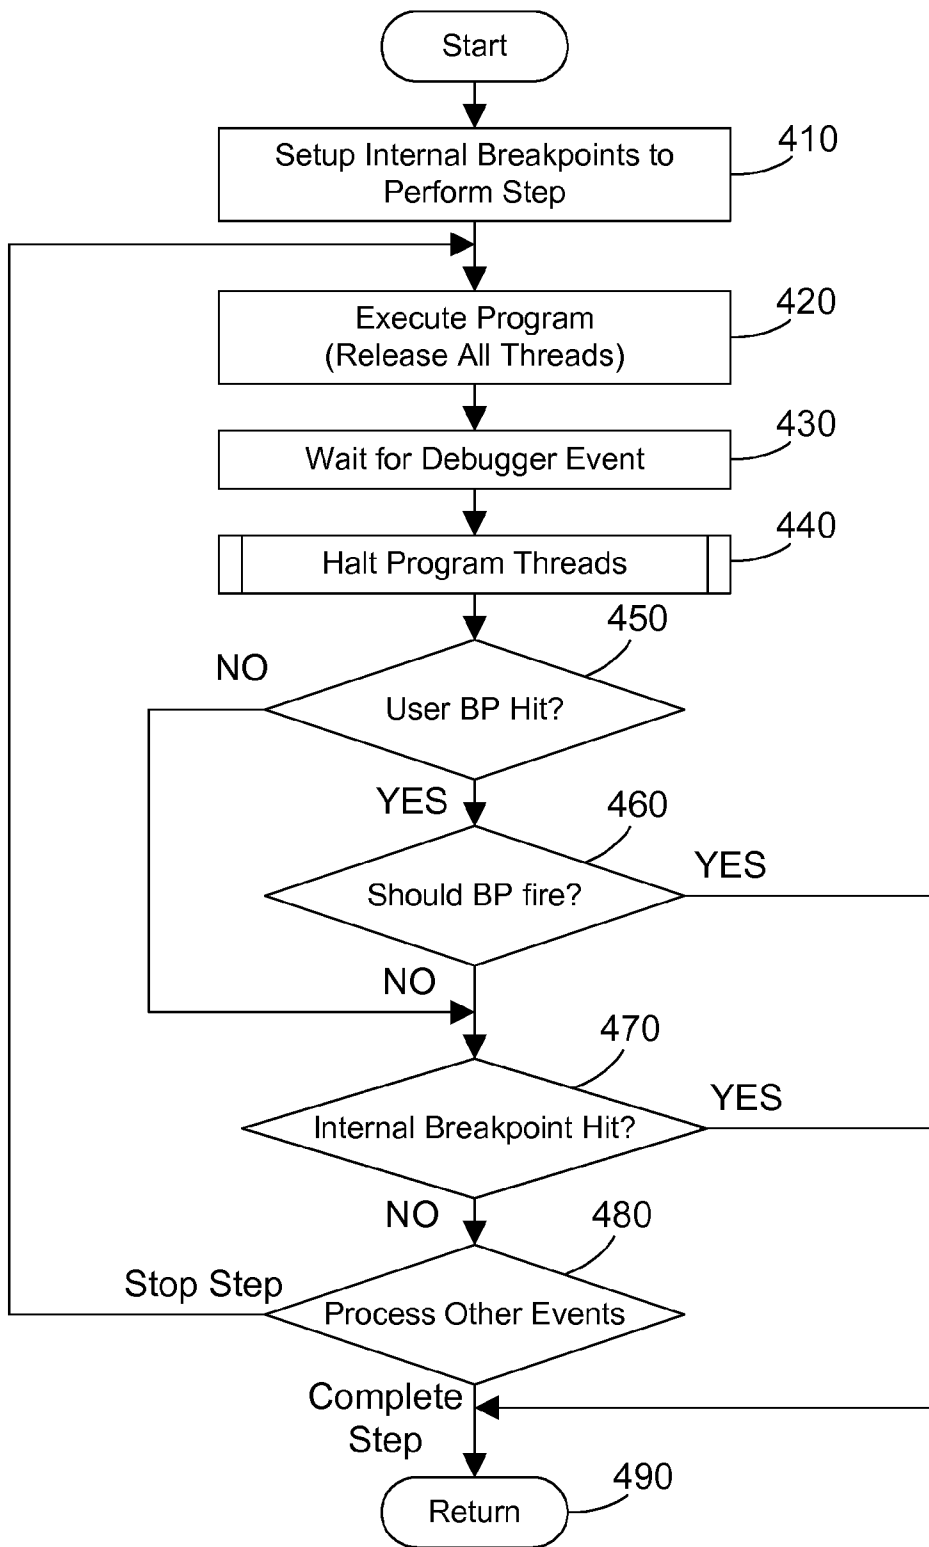 Start
410
Setup Internal Breakpoints to
Perform Step
420
Execute Program
(Release All Threads)
430
Wait for Debugger Event
440
Halt Program Threads
450
NO
User BP Hit?
YES
460
YES
Should BP fire?
NO
470
YES
Internal Breakpoint Hit?
NO
480
Stop Step
Process Other Events
Complete
Step
490
Return